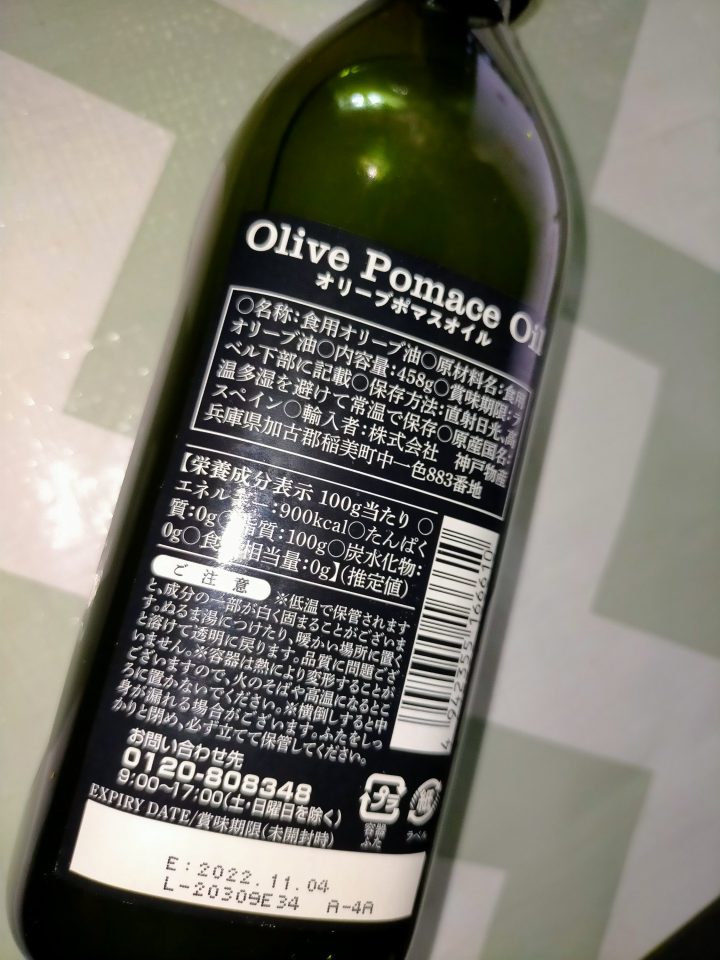 Olive Pomace Oil
オリーブポマスオイル
○名称：食用オリーブ油○原材料名：食用
オリーブ油○内容量：458g○賞味期限：ラ
ベル下部に記載○保存方法：直射日光、高
温多湿を避けて常温で保存○原産国名：
スペイン○輸入者：株式会社 神戸物産
兵庫県加古郡稲美町中一色883番地
【栄養成分表示 100g当たり ○
エネルギー：900kcal○たんぱく
質：0g○脂質：100g○炭水化物：
0g○食 相当量：0g】（推定値）
ご注意
※低温で保管されます
と、成分の一部が白く固まることがございま
す。ぬるま湯につけたり、暖かい場所に置く
と溶けて透明に戻ります。品質に問題ござ
いません。※容器は熱により変形することが
ございますので、火のそばや高温になるとこ
ろに置かないでください。※横倒しすると中
身が漏れる場合がございます。ふたをしっ
かりと閉め、必ず立てて保管してください。
お問い合わせ先
0120-808348
9:00〜17:00(土・日曜日を除く)
プラ
容器
ふた
紙
ラベル
EXPIRY DATE/賞味期限(未開封時)
E:2022.11.04
L-20309E34 A-4A